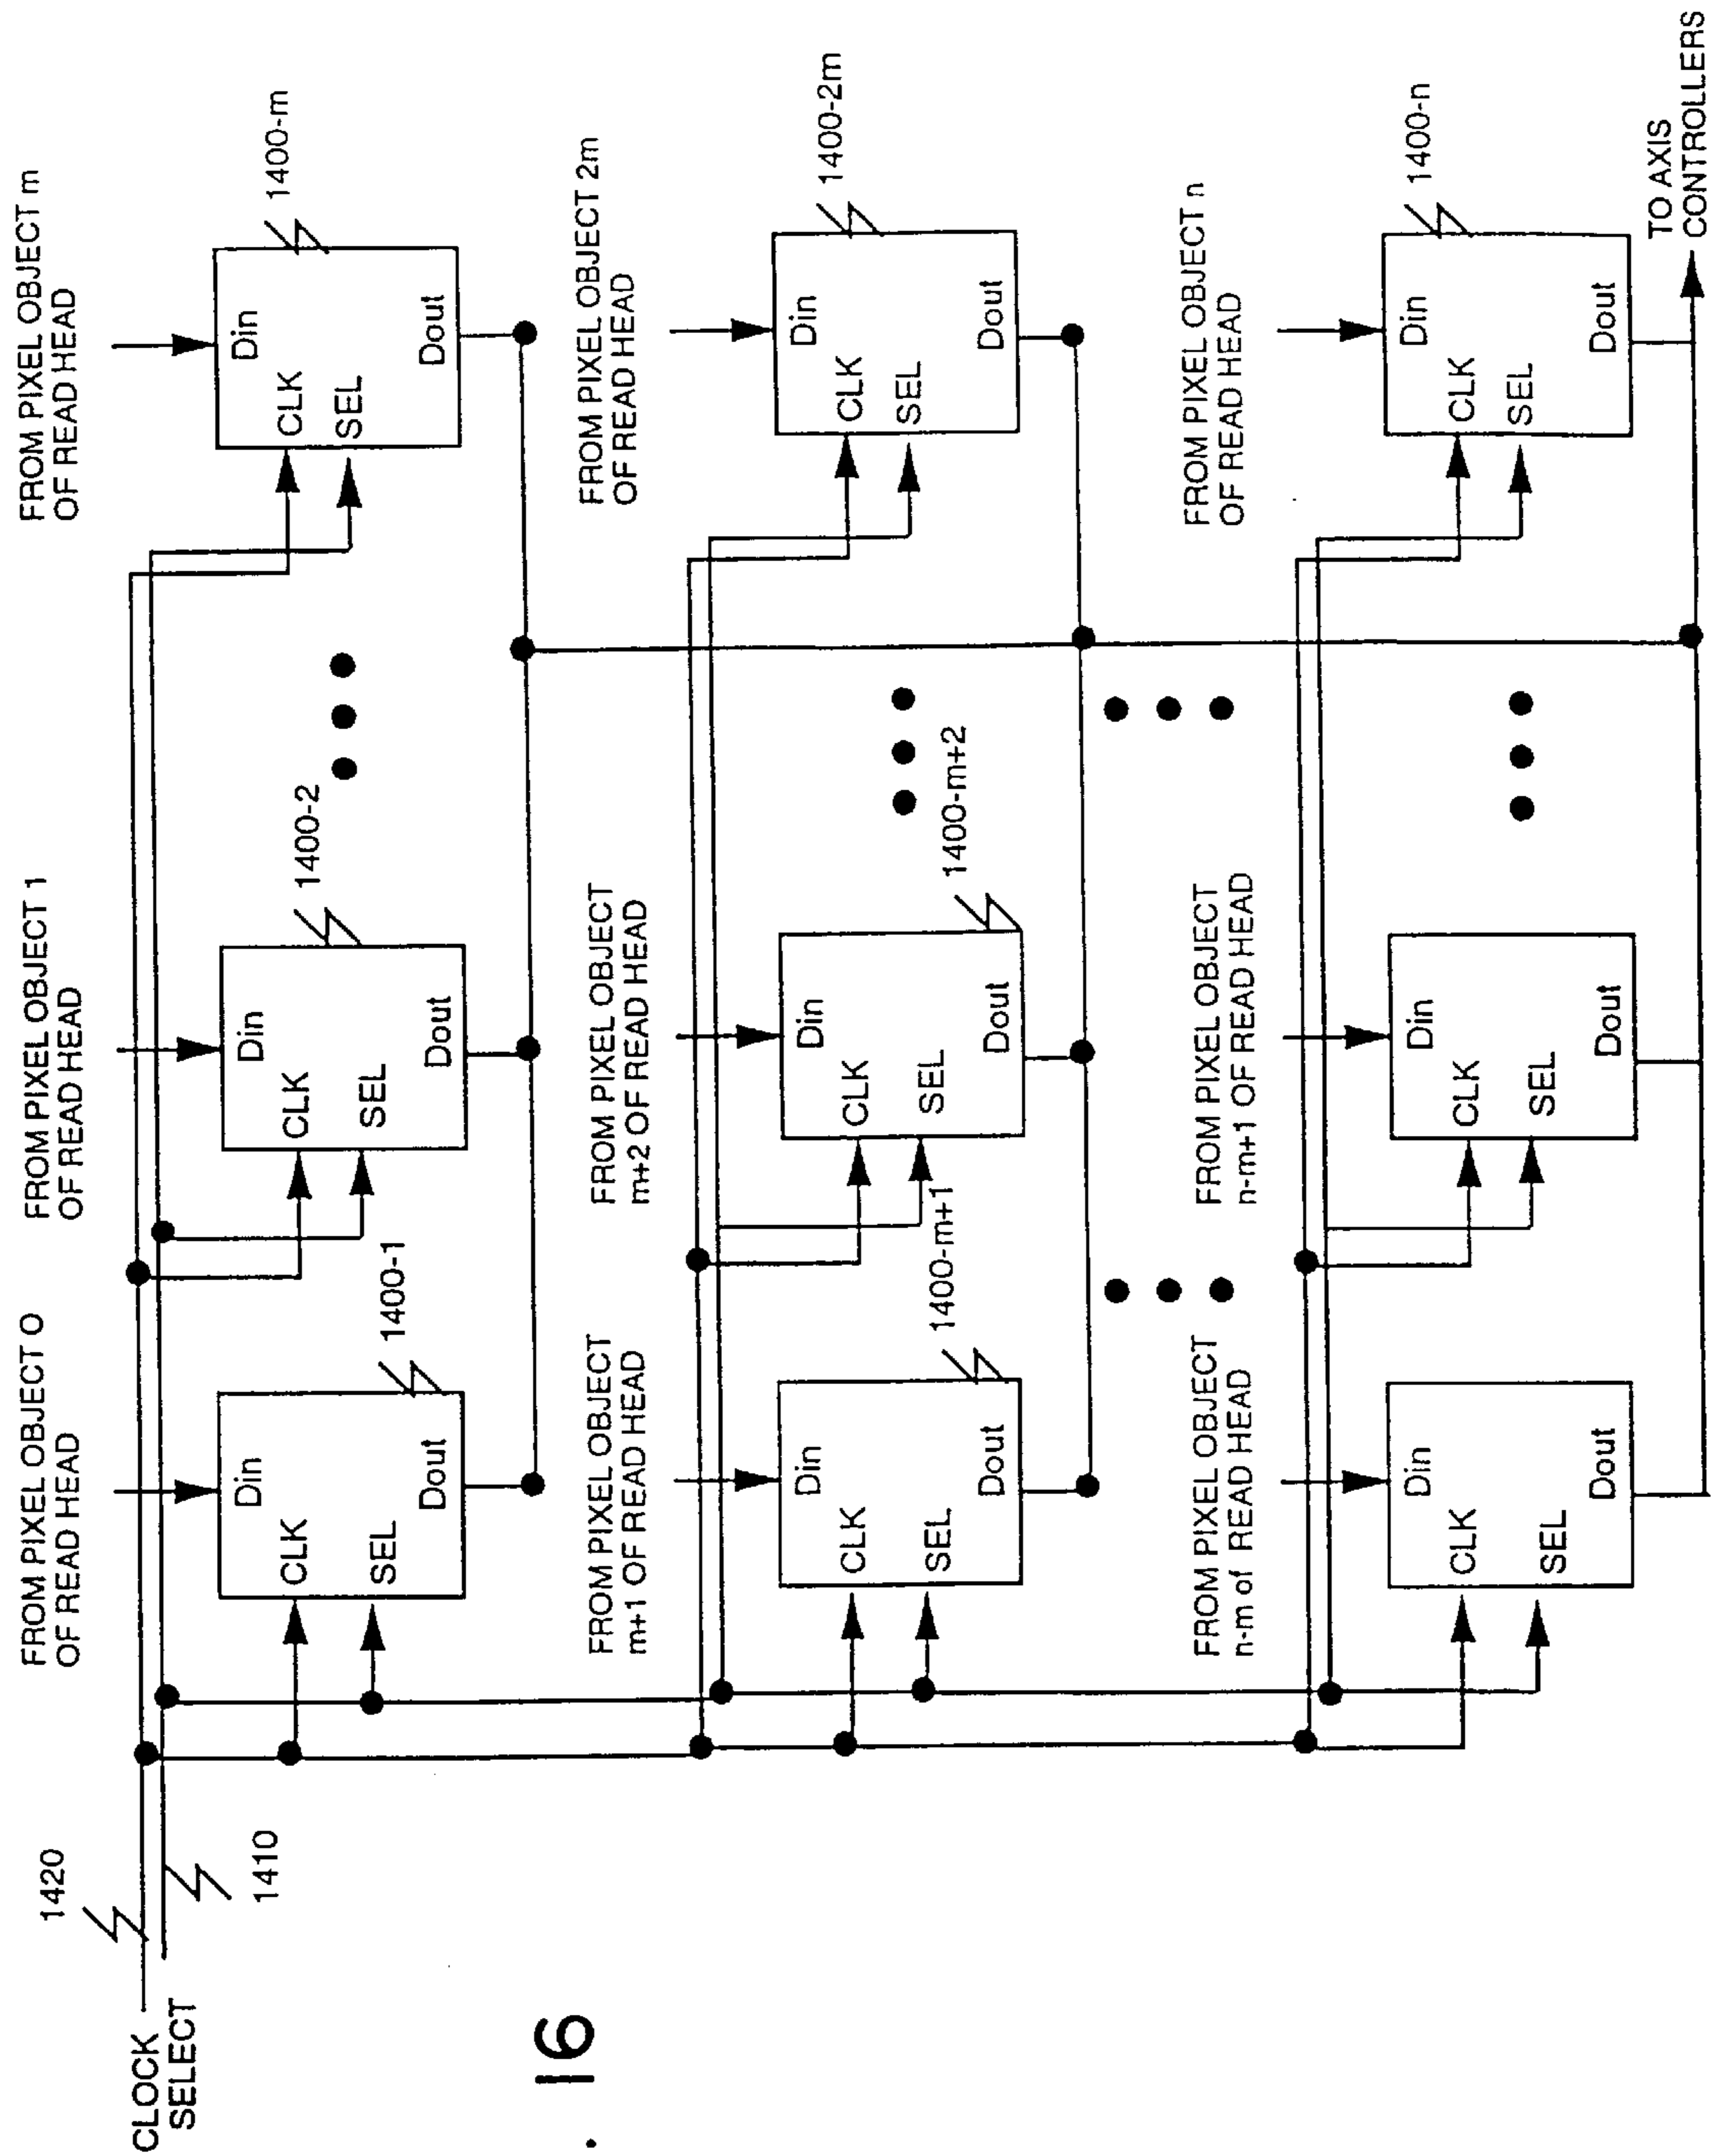 CLOCK
SELECT
1420
1410
FROM PIXEL OBJECT O
OF READ HEAD
Din
CLK
SEL
Dout
1400-1
FROM PIXEL OBJECT 1
OF READ HEAD
Din
CLK
SEL
Dout
1400-2
FROM PIXEL OBJECT m
OF READ HEAD
Din
CLK
SEL
Dout
1400-m
FROM PIXEL OBJECT
m+1 OF READ HEAD
Din
CLK
SEL
Dout
1400-m+1
FROM PIXEL OBJECT
m+2 OF READ HEAD
Din
CLK
SEL
Dout
1400-m+2
FROM PIXEL OBJECT 2m
OF READ HEAD
Din
CLK
SEL
Dout
1400-2m
FROM PIXEL OBJECT
n-m of READ HEAD
Din
CLK
SEL
Dout
FROM PIXEL OBJECT
n-m+1 OF READ HEAD
Din
CLK
SEL
Dout
FROM PIXEL OBJECT n
OF READ HEAD
Din
CLK
SEL
Dout
1400-n
TO AXIS
CONTROLLERS
. 16